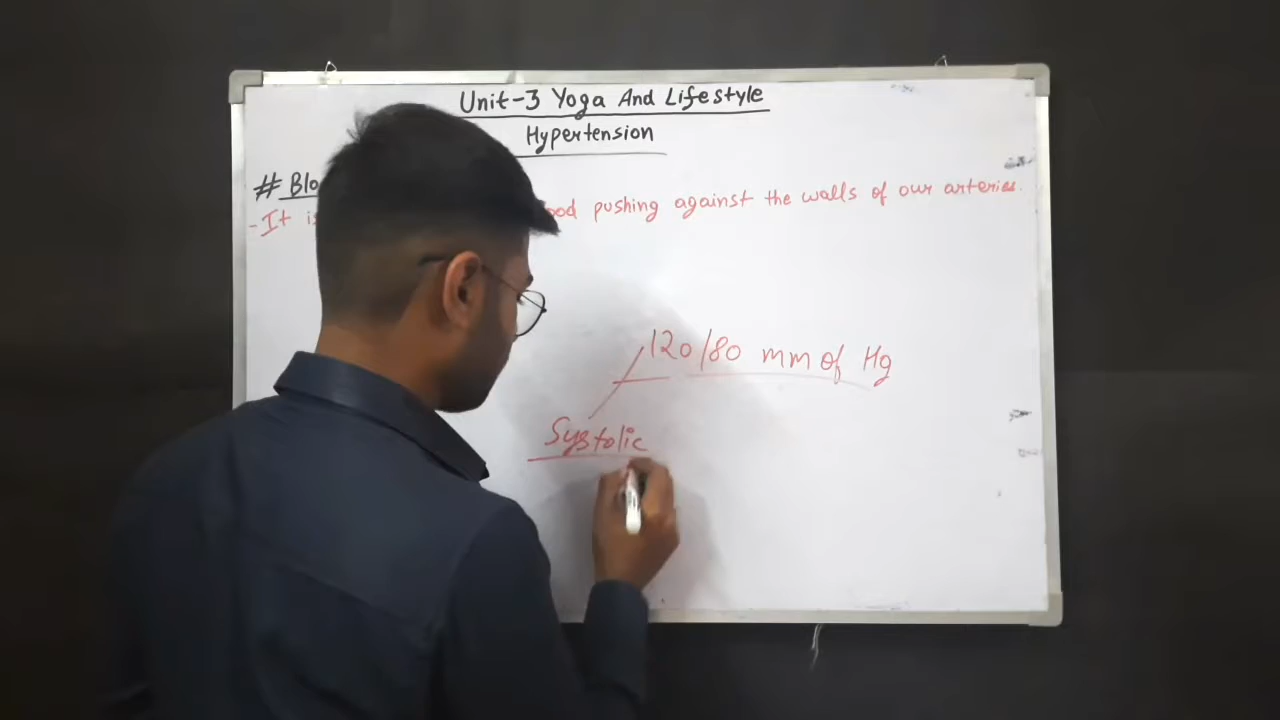 Unit-3 Yoga And Lifestyle
Hypertension
# Blo
-It is ood pushing against the walls of our arteries.
120/80 mm of Hg
Systolic